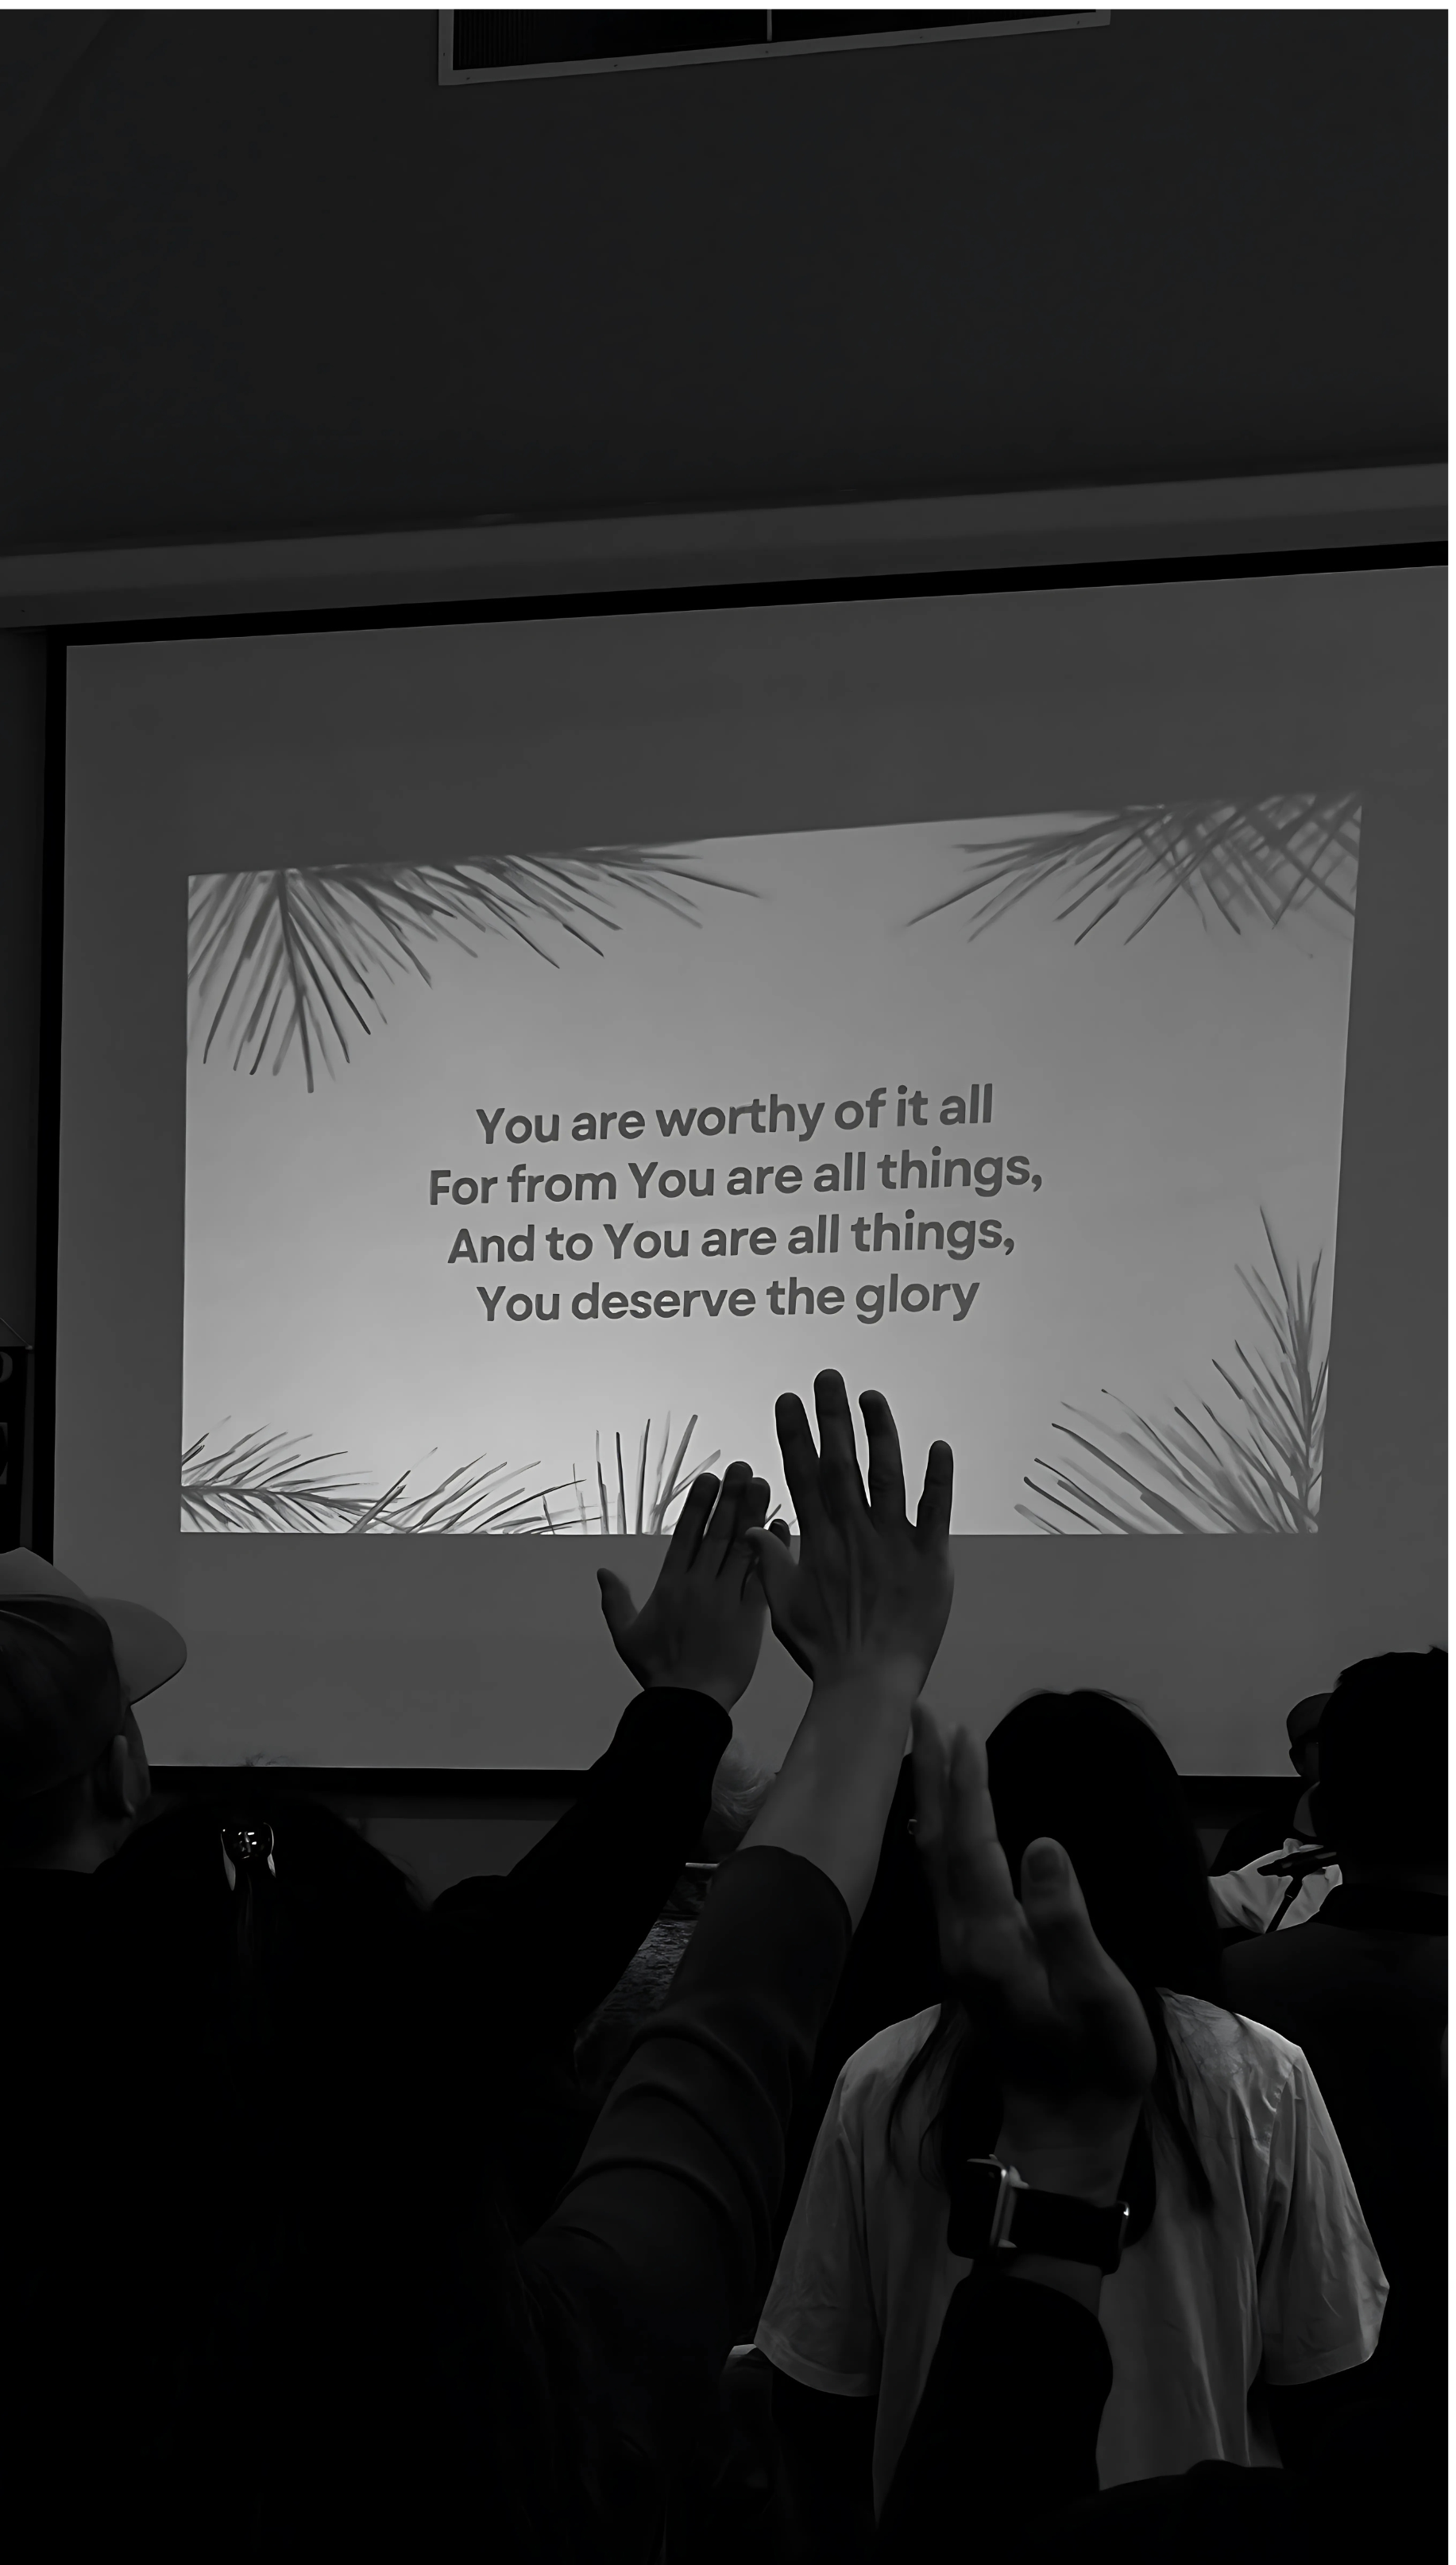 You are worthy of it all
For from You are all things,
And to You are all things,
You deserve the glory